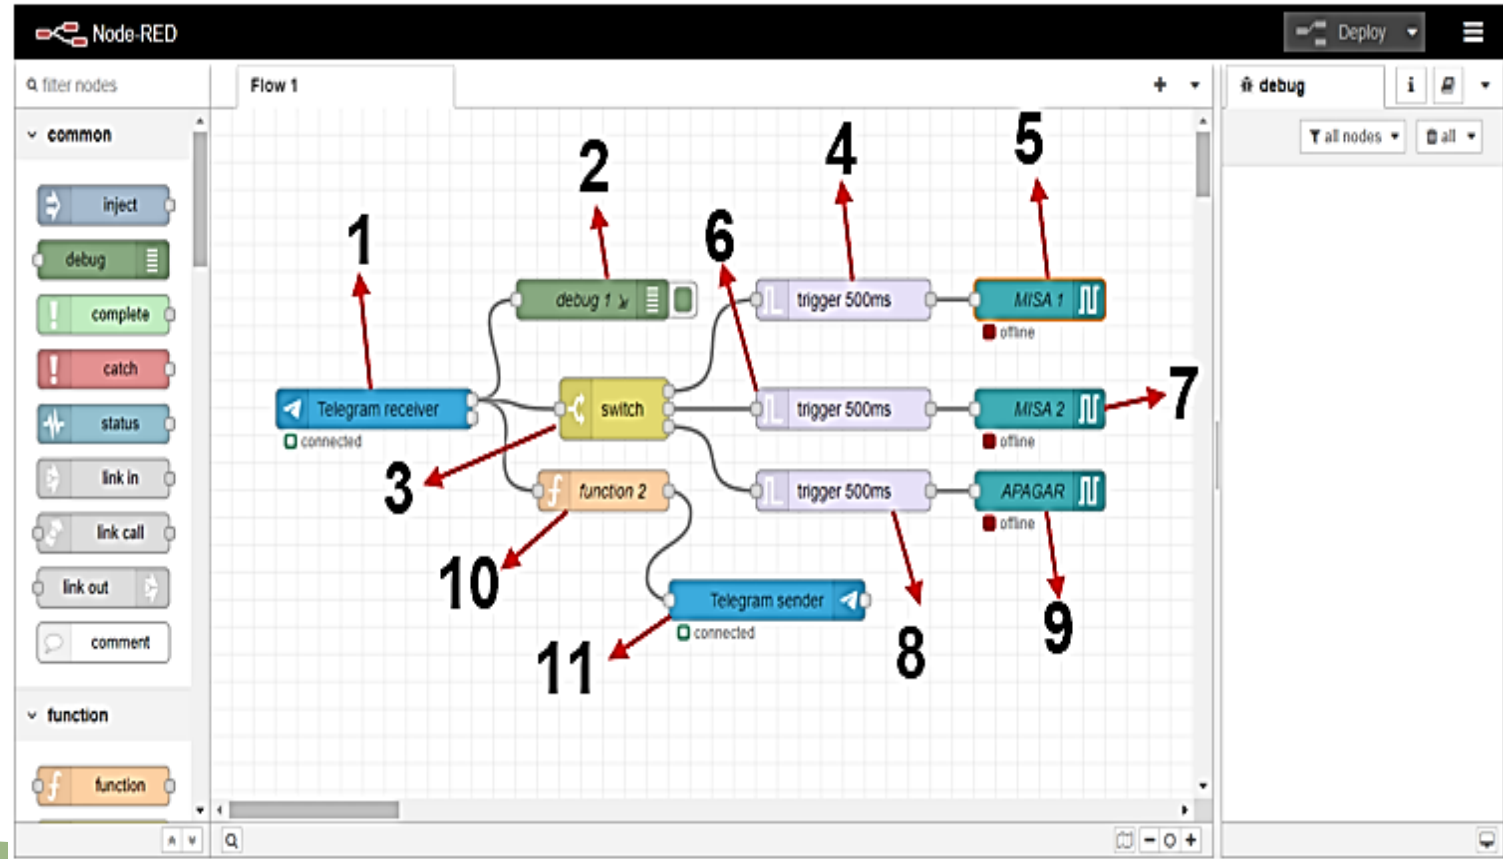 Node-RED
Deploy
filter nodes
Flow 1
debug
i
all nodes
all
common
inject
debug
complete
catch
status
link in
link call
link out
comment
function
function
1
2
3
4
5
6
7
8
9
10
11
debug 1
trigger 500ms
MISA 1
offline
Telegram receiver
connected
switch
trigger 500ms
MISA 2
offline
function 2
trigger 500ms
APAGAR
offline
Telegram sender
connected